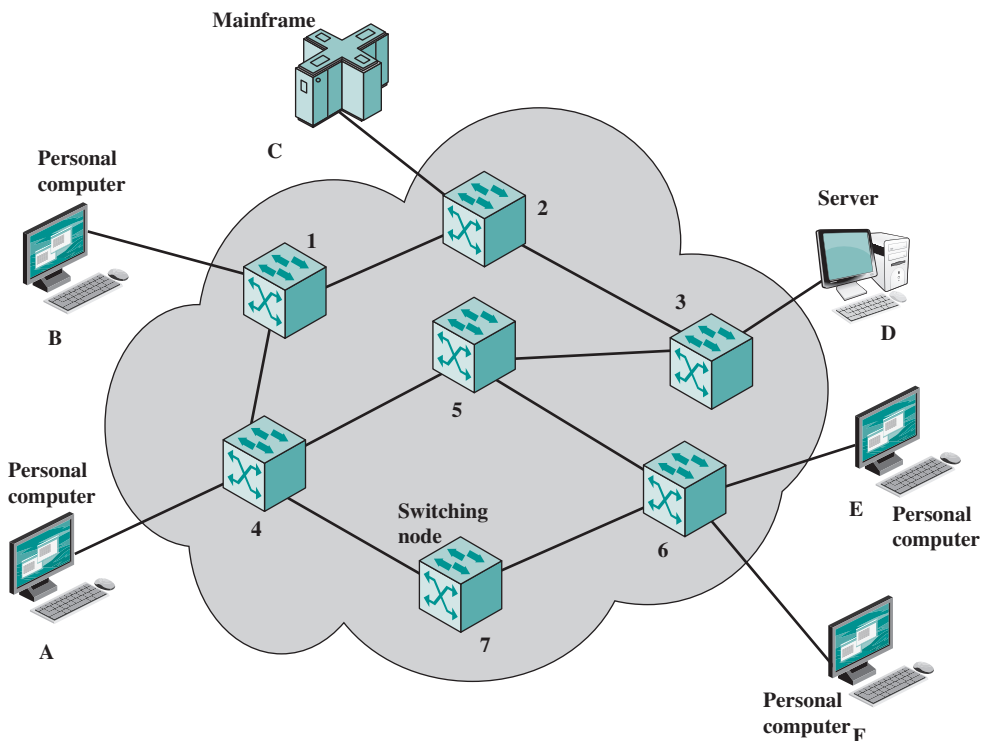 Mainframe
C
Personal
computer
B
1
2
Server
D
3
5
Personal
computer
A
4
Switching
node
7
6
E
Personal
computer
Personal
computer
F